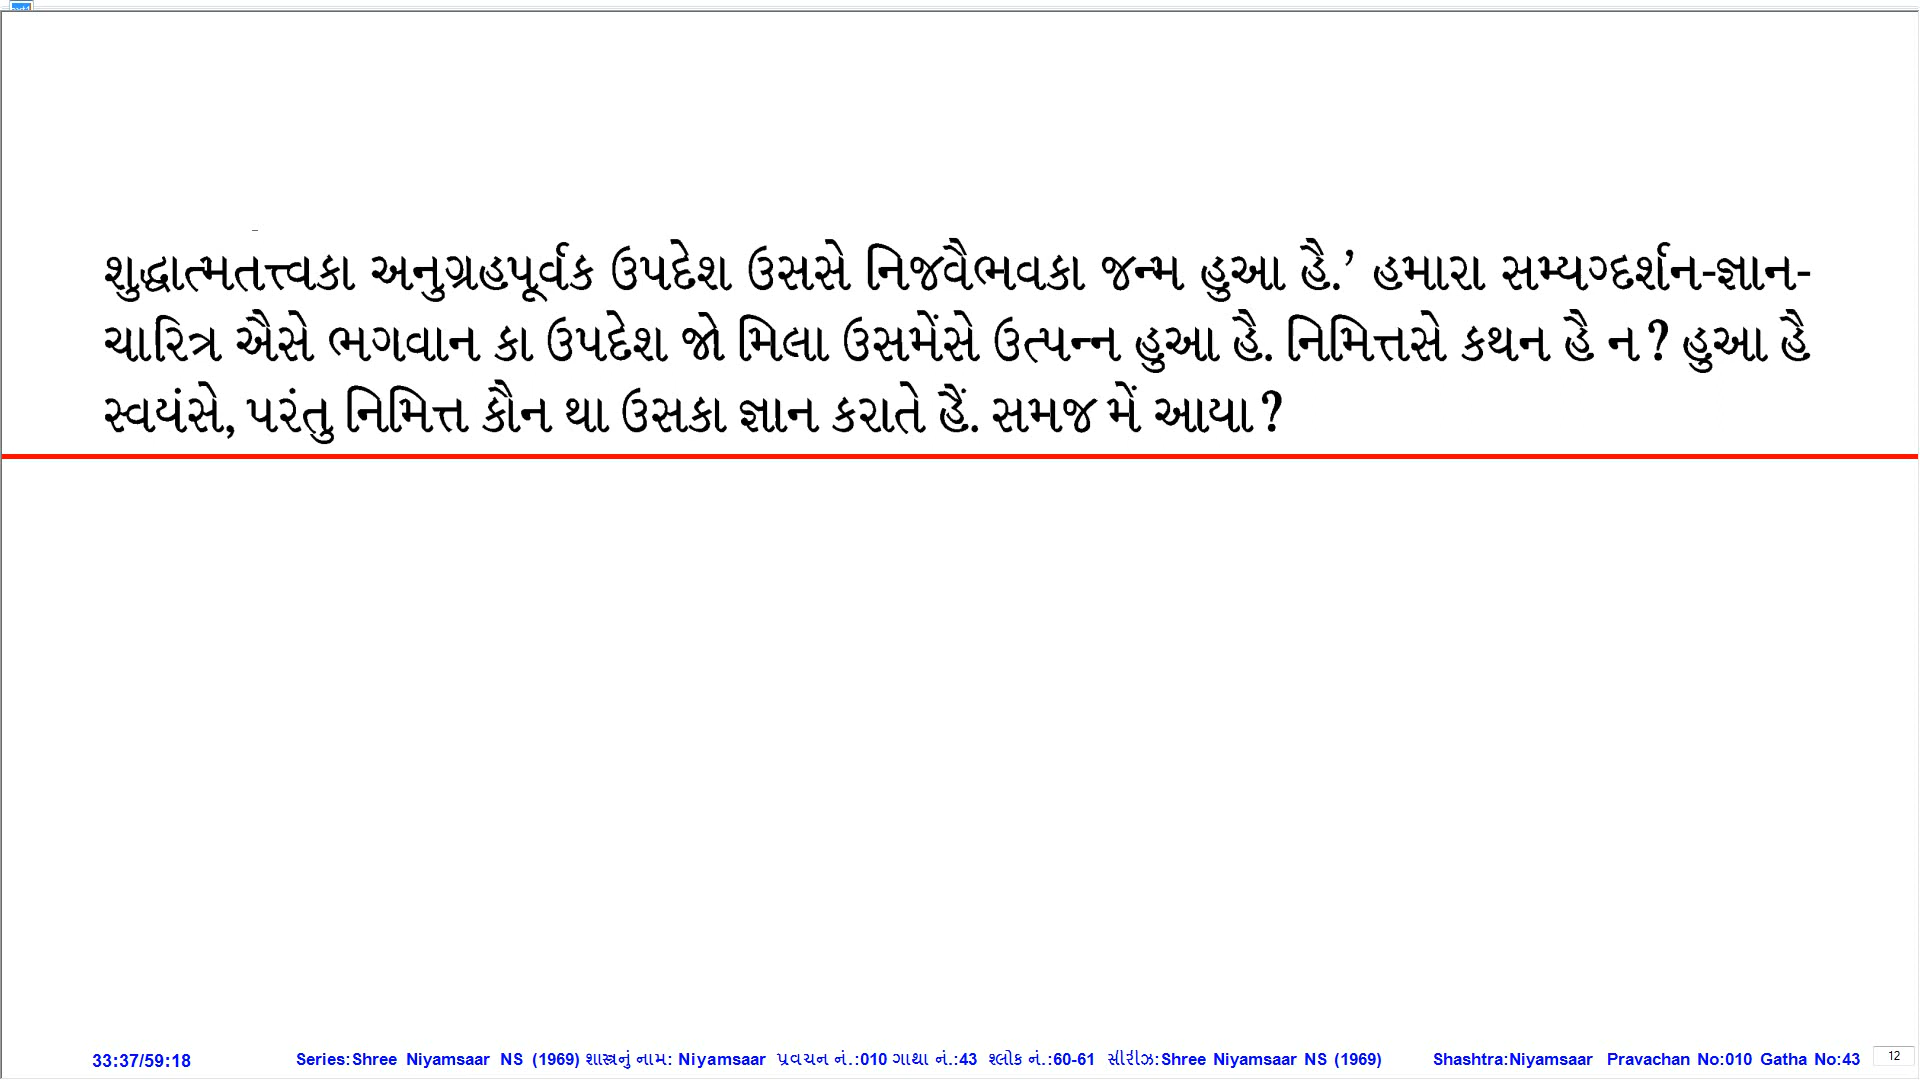 શુદ્ધાત્મતત્ત્વકા અનુગ્રહપૂર્વક ઉપદેશ ઉસસે નિજવૈભવકા જન્મ હુઆ હૈ.’ હમારા સમ્યગ્દર્શન-જ્ઞાન-
ચારિત્ર ઐસે ભગવાન કા ઉપદેશ જો મિલા ઉસમેંસે ઉત્પન્ન હુઆ હૈ. નિમિત્તસે કથન હૈ ન? હુઆ હૈ
સ્વયંસે, પરંતુ નિમિત્ત કૌન થા ઉસકા જ્ઞાન કરાતે હૈં. સમજ મેં આયા?
33:37/59:18 Series:Shree Niyamsaar NS (1969) શાસ્ત્રનું નામ: Niyamsaar પ્રવચન નં.:010 ગાથા નં.:43 શ્લોક નં.:60-61 સીરીઝ:Shree Niyamsaar NS (1969) Shashtra:Niyamsaar Pravachan No:010 Gatha No:43 12